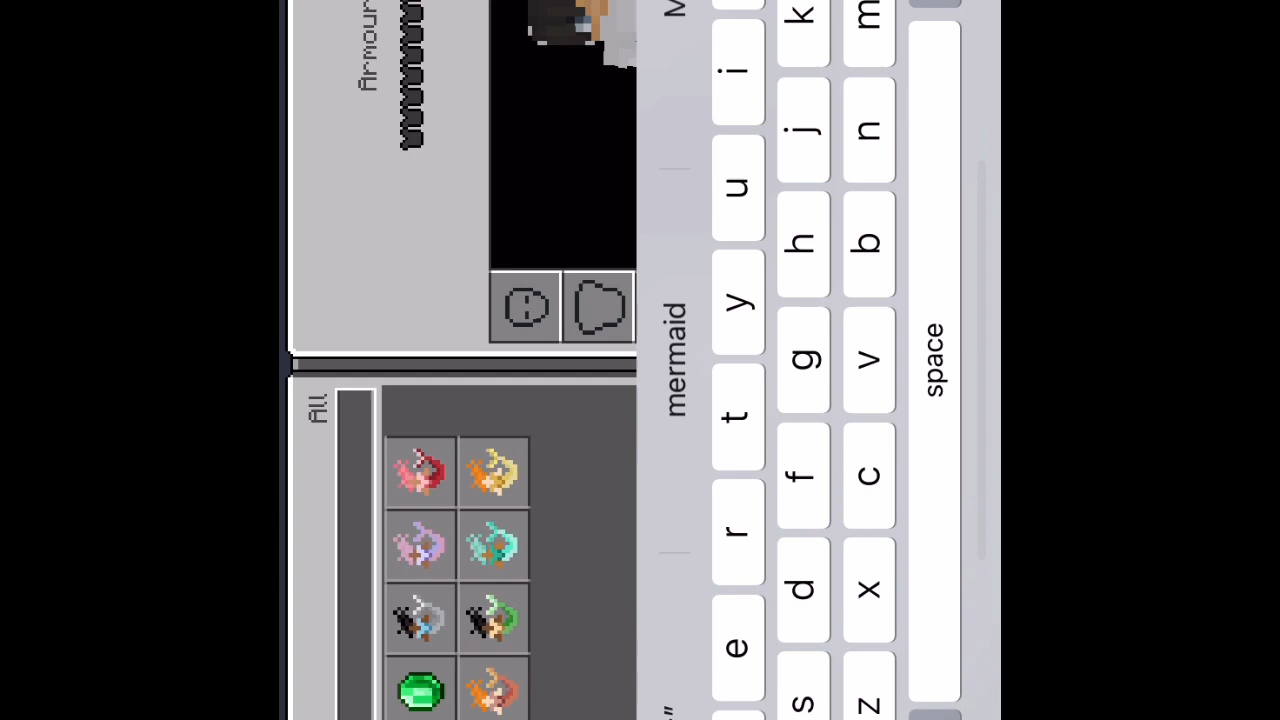 Armour
All
" mermaid M
e r t y u i
s d f g h j k
z x c v b n m
space